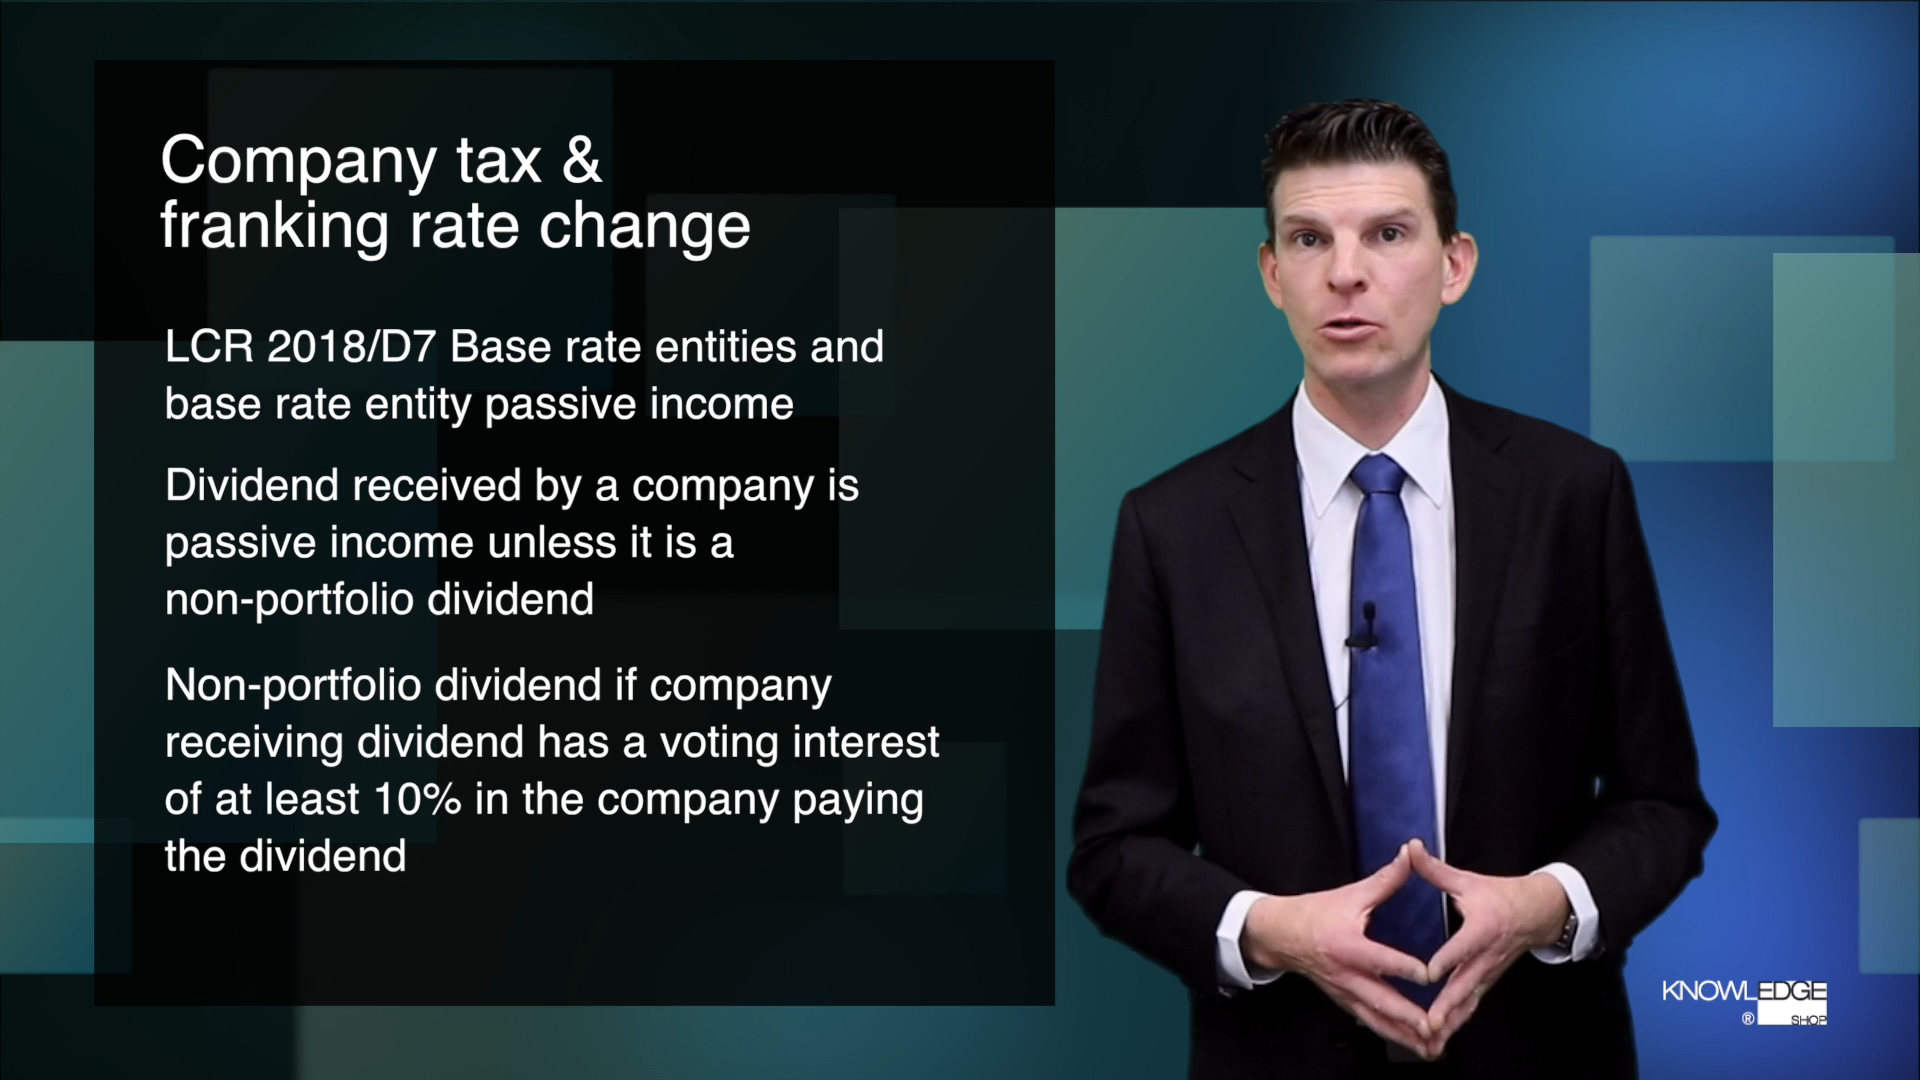 Company tax &
franking rate change
LCR 2018/D7 Base rate entities and
base rate entity passive income
Dividend received by a company is
passive income unless it is a
non-portfolio dividend
Non-portfolio dividend if company
receiving dividend has a voting interest
of at least 10% in the company paying
the dividend
KNOWLEDGE
® SHOP